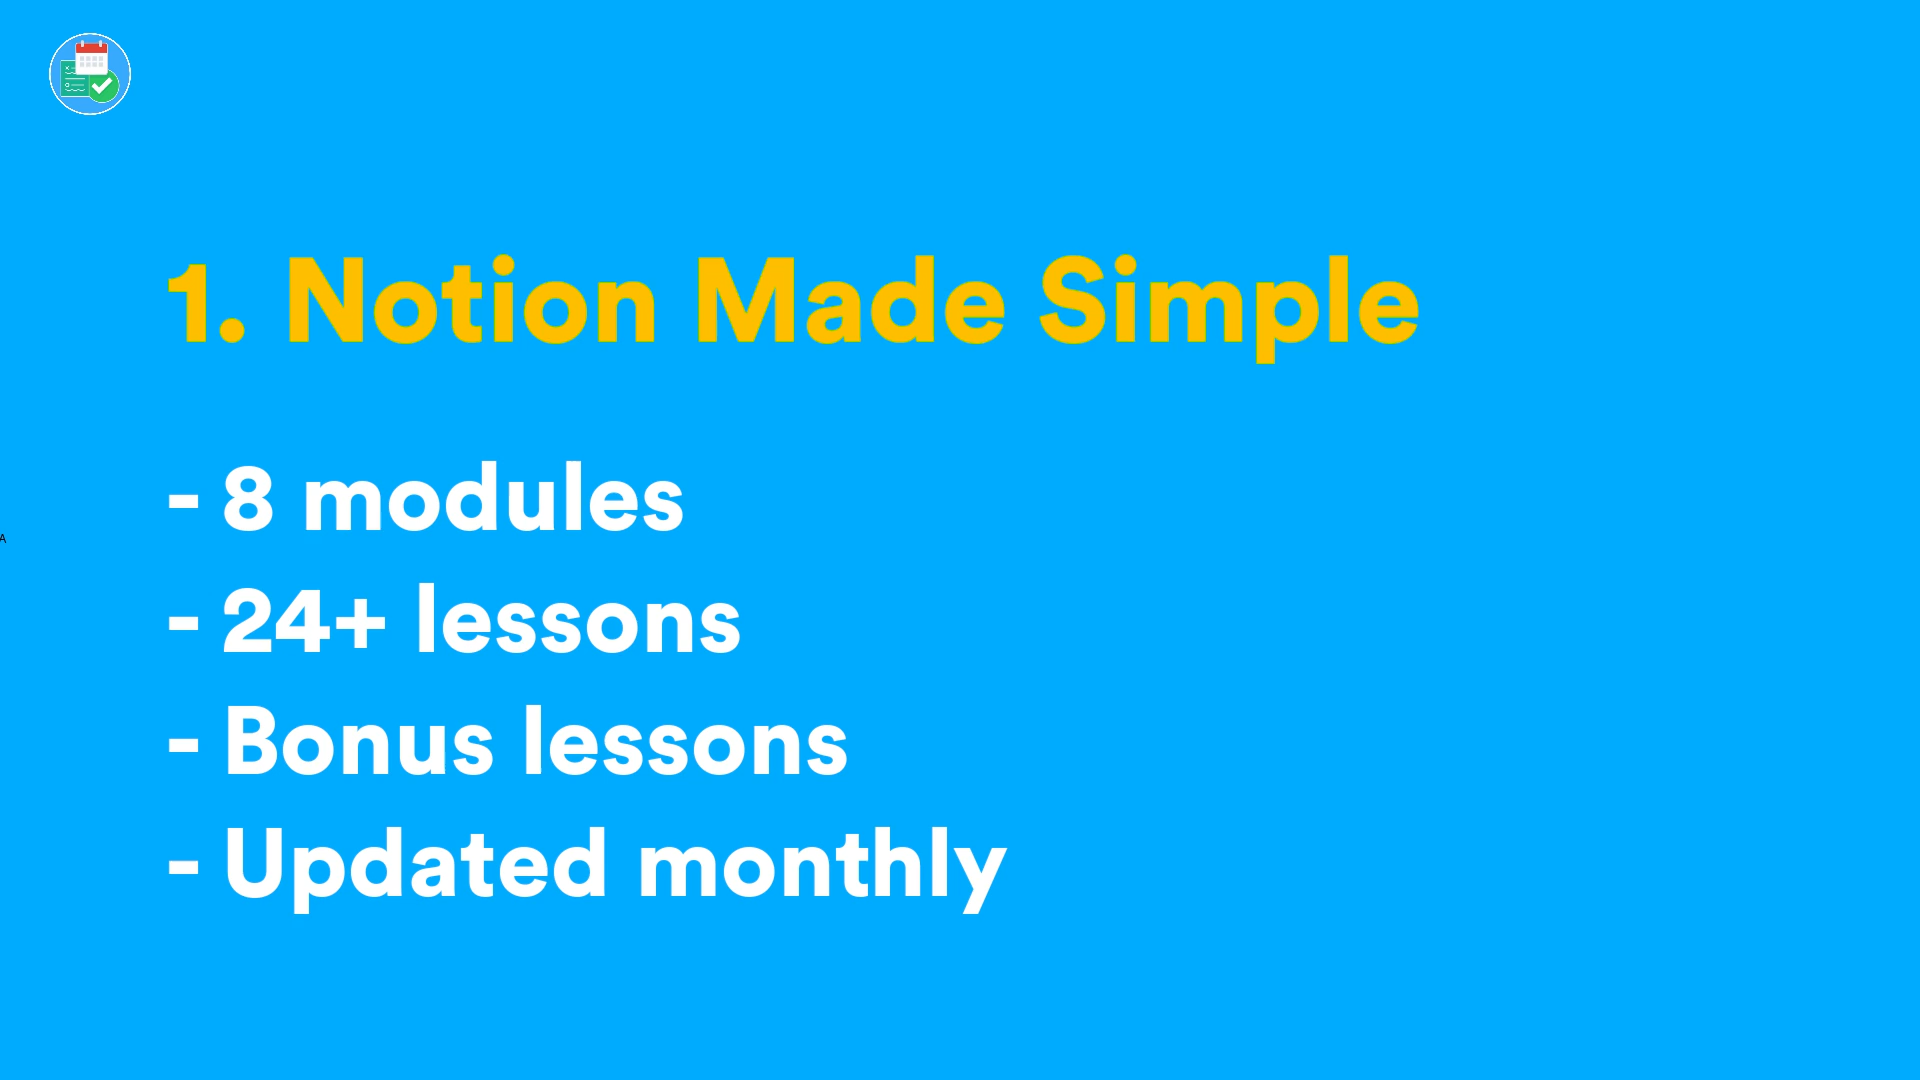 1. Notion Made Simple
- 8 modules
A
- 24+ lessons
- Bonus lessons
- Updated monthly